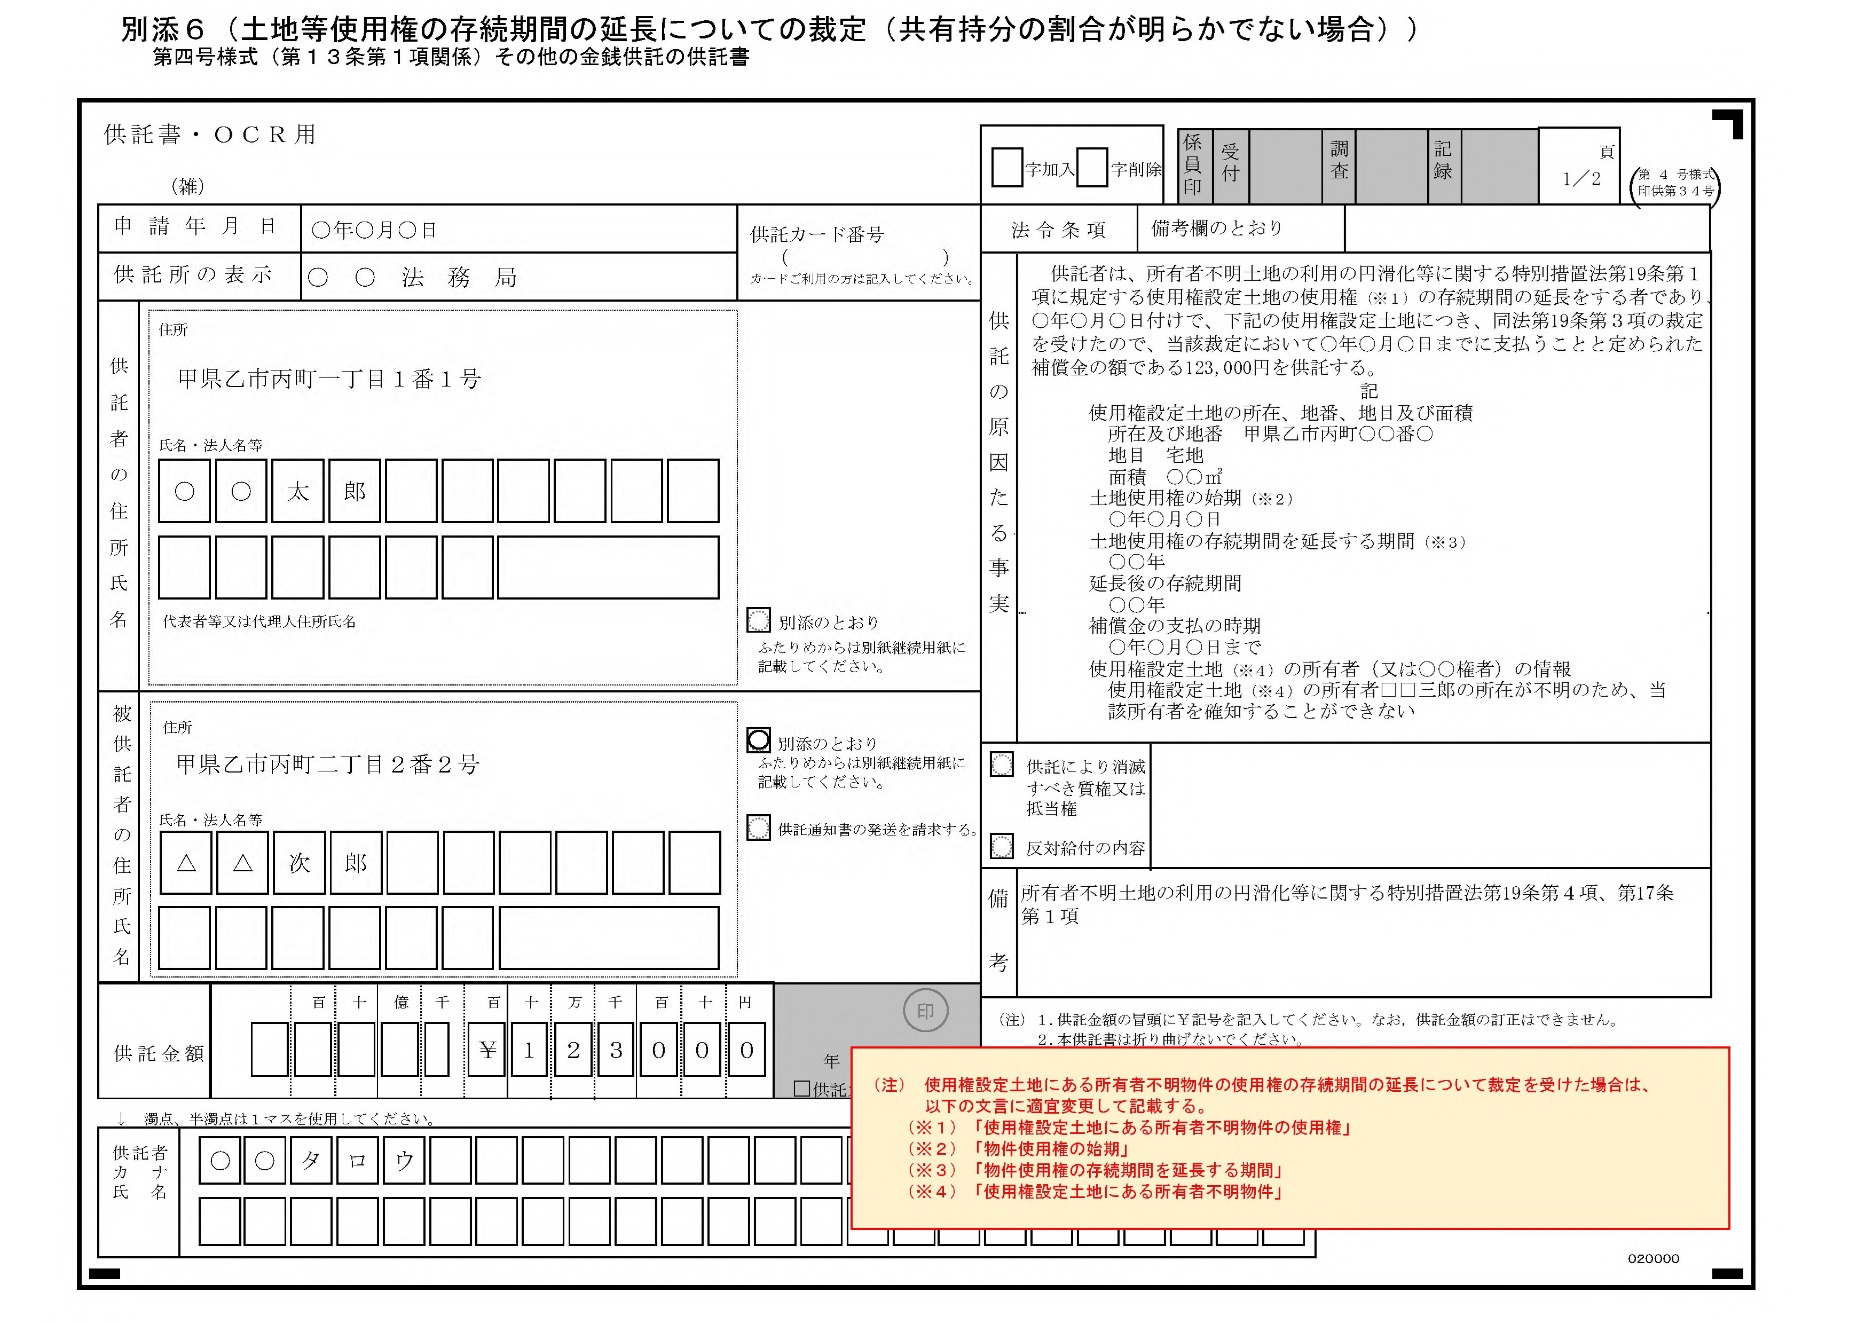 別添６（土地等使用権の存続期間の延長についての裁定（共有持分の割合が明らかでない場合））
第四号様式（第１３条第１項関係）その他の金銭供託の供託書
供託書・ＯＣＲ用
（雑）
字加入 字削除
係員印 受付 調査 記録
頁
1／2
（第４号様式 印供第３４号）
申請年月日 〇年〇月〇日
供託所の表示 〇〇法務局
供託カード番号
（ ）
カードご利用の方は記入してください。
法令条項 備考欄のとおり
供託者の住所氏名
住所
甲県乙市丙町一丁目１番１号
氏名・法人名等
〇〇太郎
代表者等又は代理人住所氏名
別添のとおり
ふたりめからは別紙継続用紙に
記載してください。
被供託者の住所氏名
住所
甲県乙市丙町二丁目２番２号
氏名・法人名等
△△次郎
別添のとおり
ふたりめからは別紙継続用紙に
記載してください。
供託通知書の発送を請求する。
供託の原因たる事実
供託者は、所有者不明土地の利用の円滑化等に関する特別措置法第19条第１
項に規定する使用権設定土地の使用権（※１）の存続期間の延長をする者であり、
〇年〇月〇日付けで、下記の使用権設定土地につき、同法第19条第３項の裁定
を受けたので、当該裁定において〇年〇月〇日までに支払うことと定められた
補償金の額である123,000円を供託する。
記
使用権設定土地の所在、地番、地目及び面積
所在及び地番　甲県乙市丙町〇〇番〇
地目　宅地
面積　〇〇㎡
土地使用権の始期（※２）
〇年〇月〇日
土地使用権の存続期間を延長する期間（※３）
〇〇年
延長後の存続期間
〇〇年
補償金の支払の時期
〇年〇月〇日まで
使用権設定土地（※４）の所有者（又は〇〇権者）の情報
使用権設定土地（※４）の所有者□□三郎の所在が不明のため、当
該所有者を確知することができない
供託により消滅
すべき質権又は
抵当権
反対給付の内容
備考
所有者不明土地の利用の円滑化等に関する特別措置法第19条第４項、第17条
第１項
供託金額
百 十 億 千 百 十 万 千 百 十 円
￥ 1 2 3 0 0 0
印
年
□供託
（注）１.供託金額の冒頭に￥記号を記入してください。なお，供託金額の訂正はできません。
２.本供託書は折り曲げないでください。
↓　濁点、半濁点は１マスを使用してください。
供託者カナ氏名
〇〇タロウ
（注）　使用権設定土地にある所有者不明物件の使用権の存続期間の延長について裁定を受けた場合は、
以下の文言に適宜変更して記載する。
（※１）「使用権設定土地にある所有者不明物件の使用権」
（※２）「物件使用権の始期」
（※３）「物件使用権の存続期間を延長する期間」
（※４）「使用権設定土地にある所有者不明物件」
020000